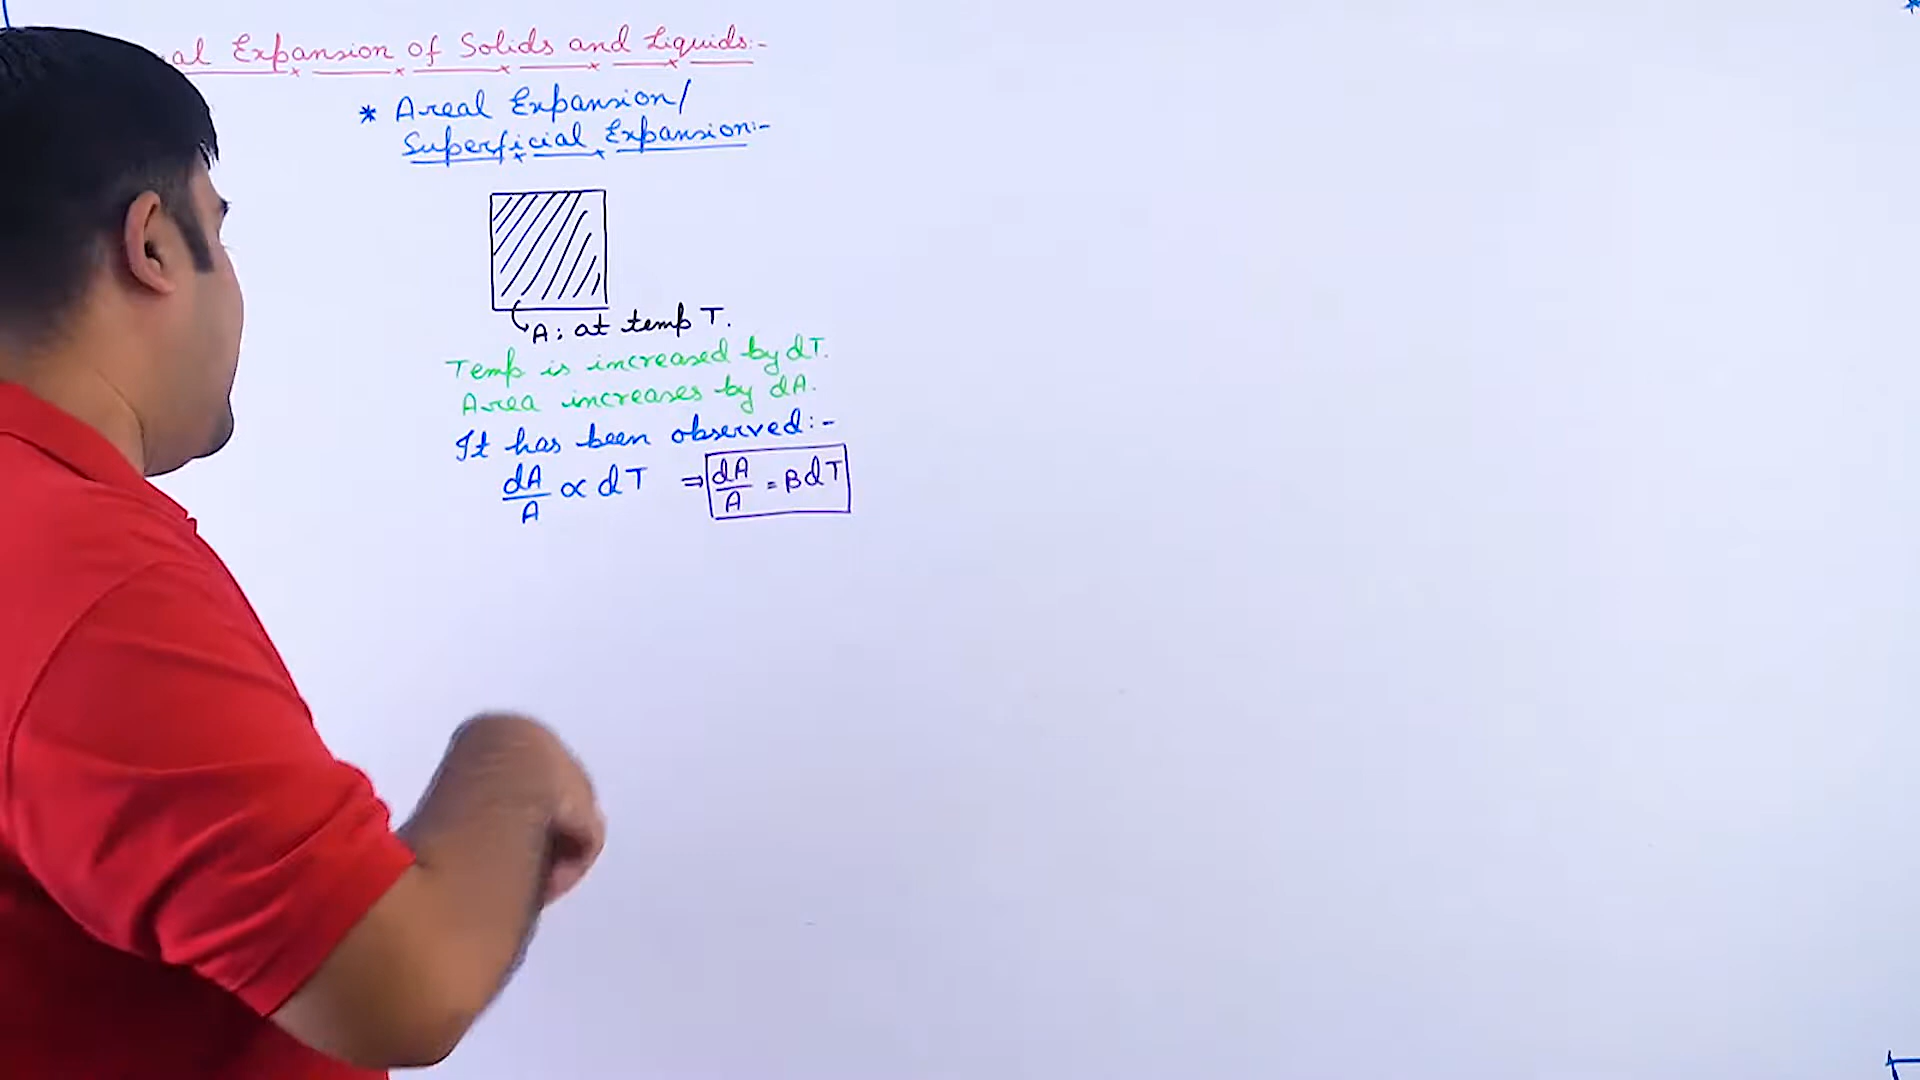 al Expansion of Solids and Liquids:-
* Areal Expansion/
Superficial Expansion:-
A: at temp T.
Temp is increased by dT.
Area increases by dA.
It has been observed:-
dA/A ∝ dT ⇒ dA/A = βdT